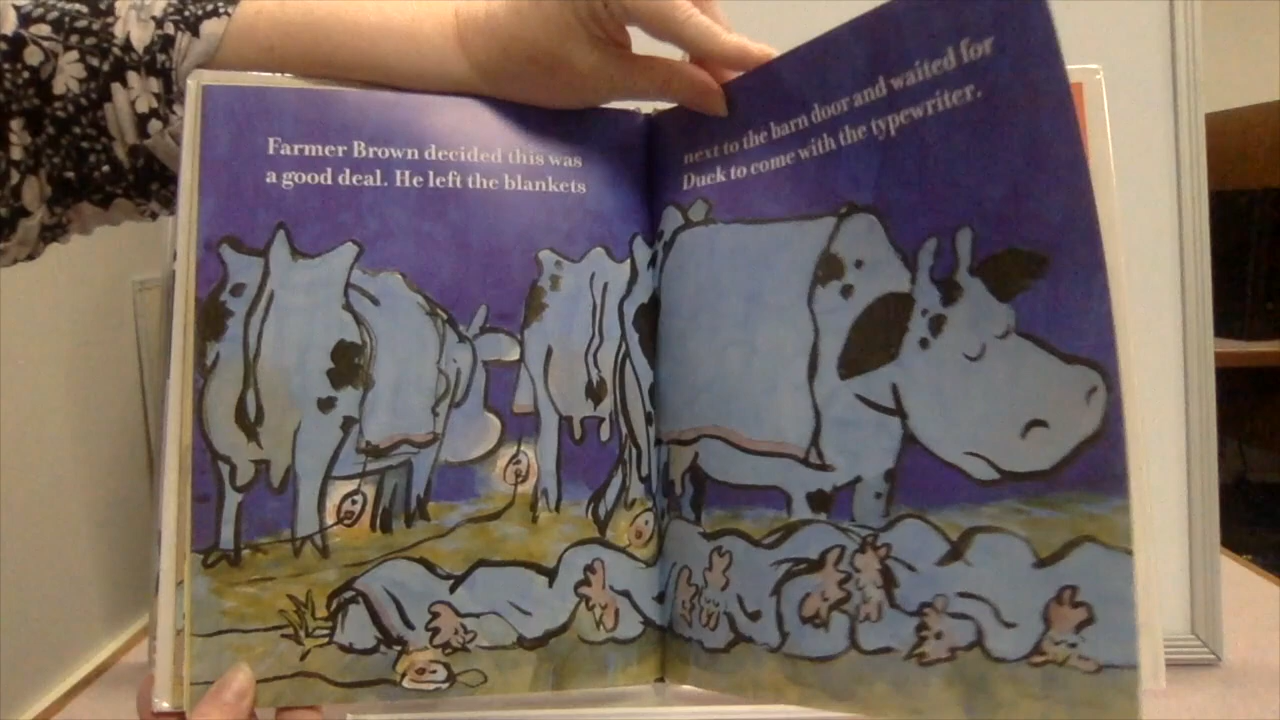 Farmer Brown decided this was
a good deal. He left the blankets
next to the barn door and waited for
Duck to come with the typewriter.